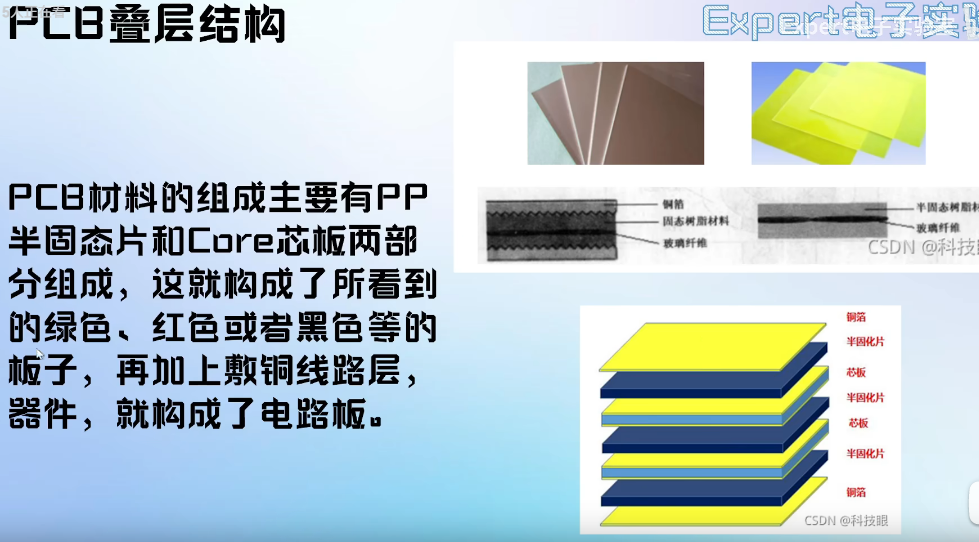 PCB叠层结构
Expert电子实验
PCB材料的组成主要有PP
半固态片和Core芯板两部
分组成，这就构成了所看到
的绿色、红色或者黑色等的
板子，再加上敷铜线路层，
器件，就构成了电路板。
铜箔
固态树脂材料
玻璃纤维
半固态树脂材
玻璃纤维
CSDN @科技眼
铜箔
半固化片
芯板
半固化片
芯板
半固化片
铜箔
CSDN @科技眼